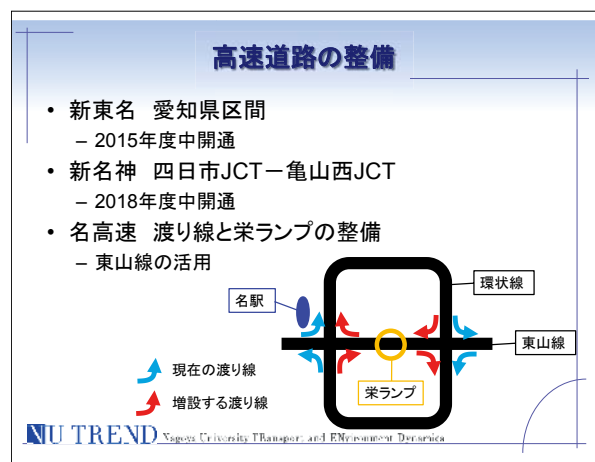 高速道路の整備
• 新東名　愛知県区間
– 2015年度中開通
• 新名神　四日市JCT－亀山西JCT
– 2018年度中開通
• 名高速　渡り線と栄ランプの整備
– 東山線の活用
名駅
環状線
東山線
栄ランプ
現在の渡り線
増設する渡り線
NU TREND Nagoya University TRansport and ENvironment Dynamics